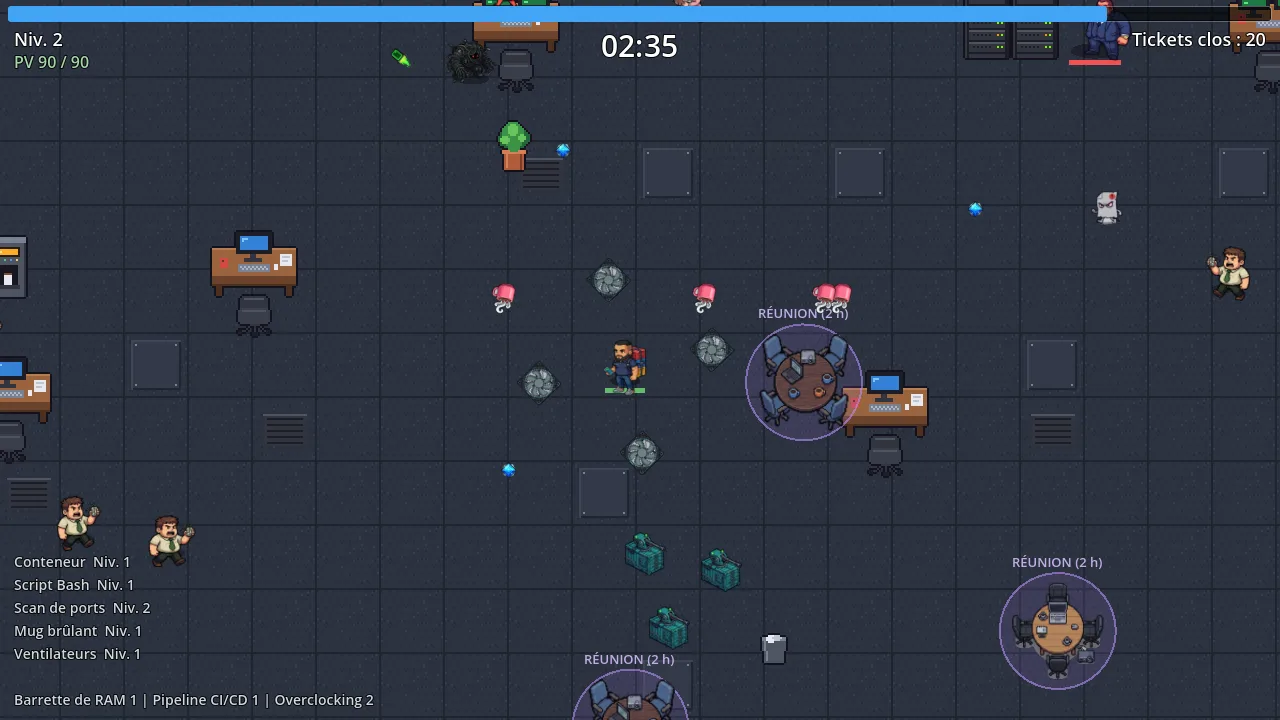 Niv. 2
02:35
Tickets clos : 20
PV 90 / 90
RÉUNION (2 h)
RÉUNION (2 h)
Conteneur Niv. 1
Script Bash Niv. 1
Scan de ports Niv. 2
Mug brûlant Niv. 1
Ventilateurs Niv. 1
RÉUNION (2 h)
Barrette de RAM 1 | Pipeline CI/CD 1 | Overclocking 2